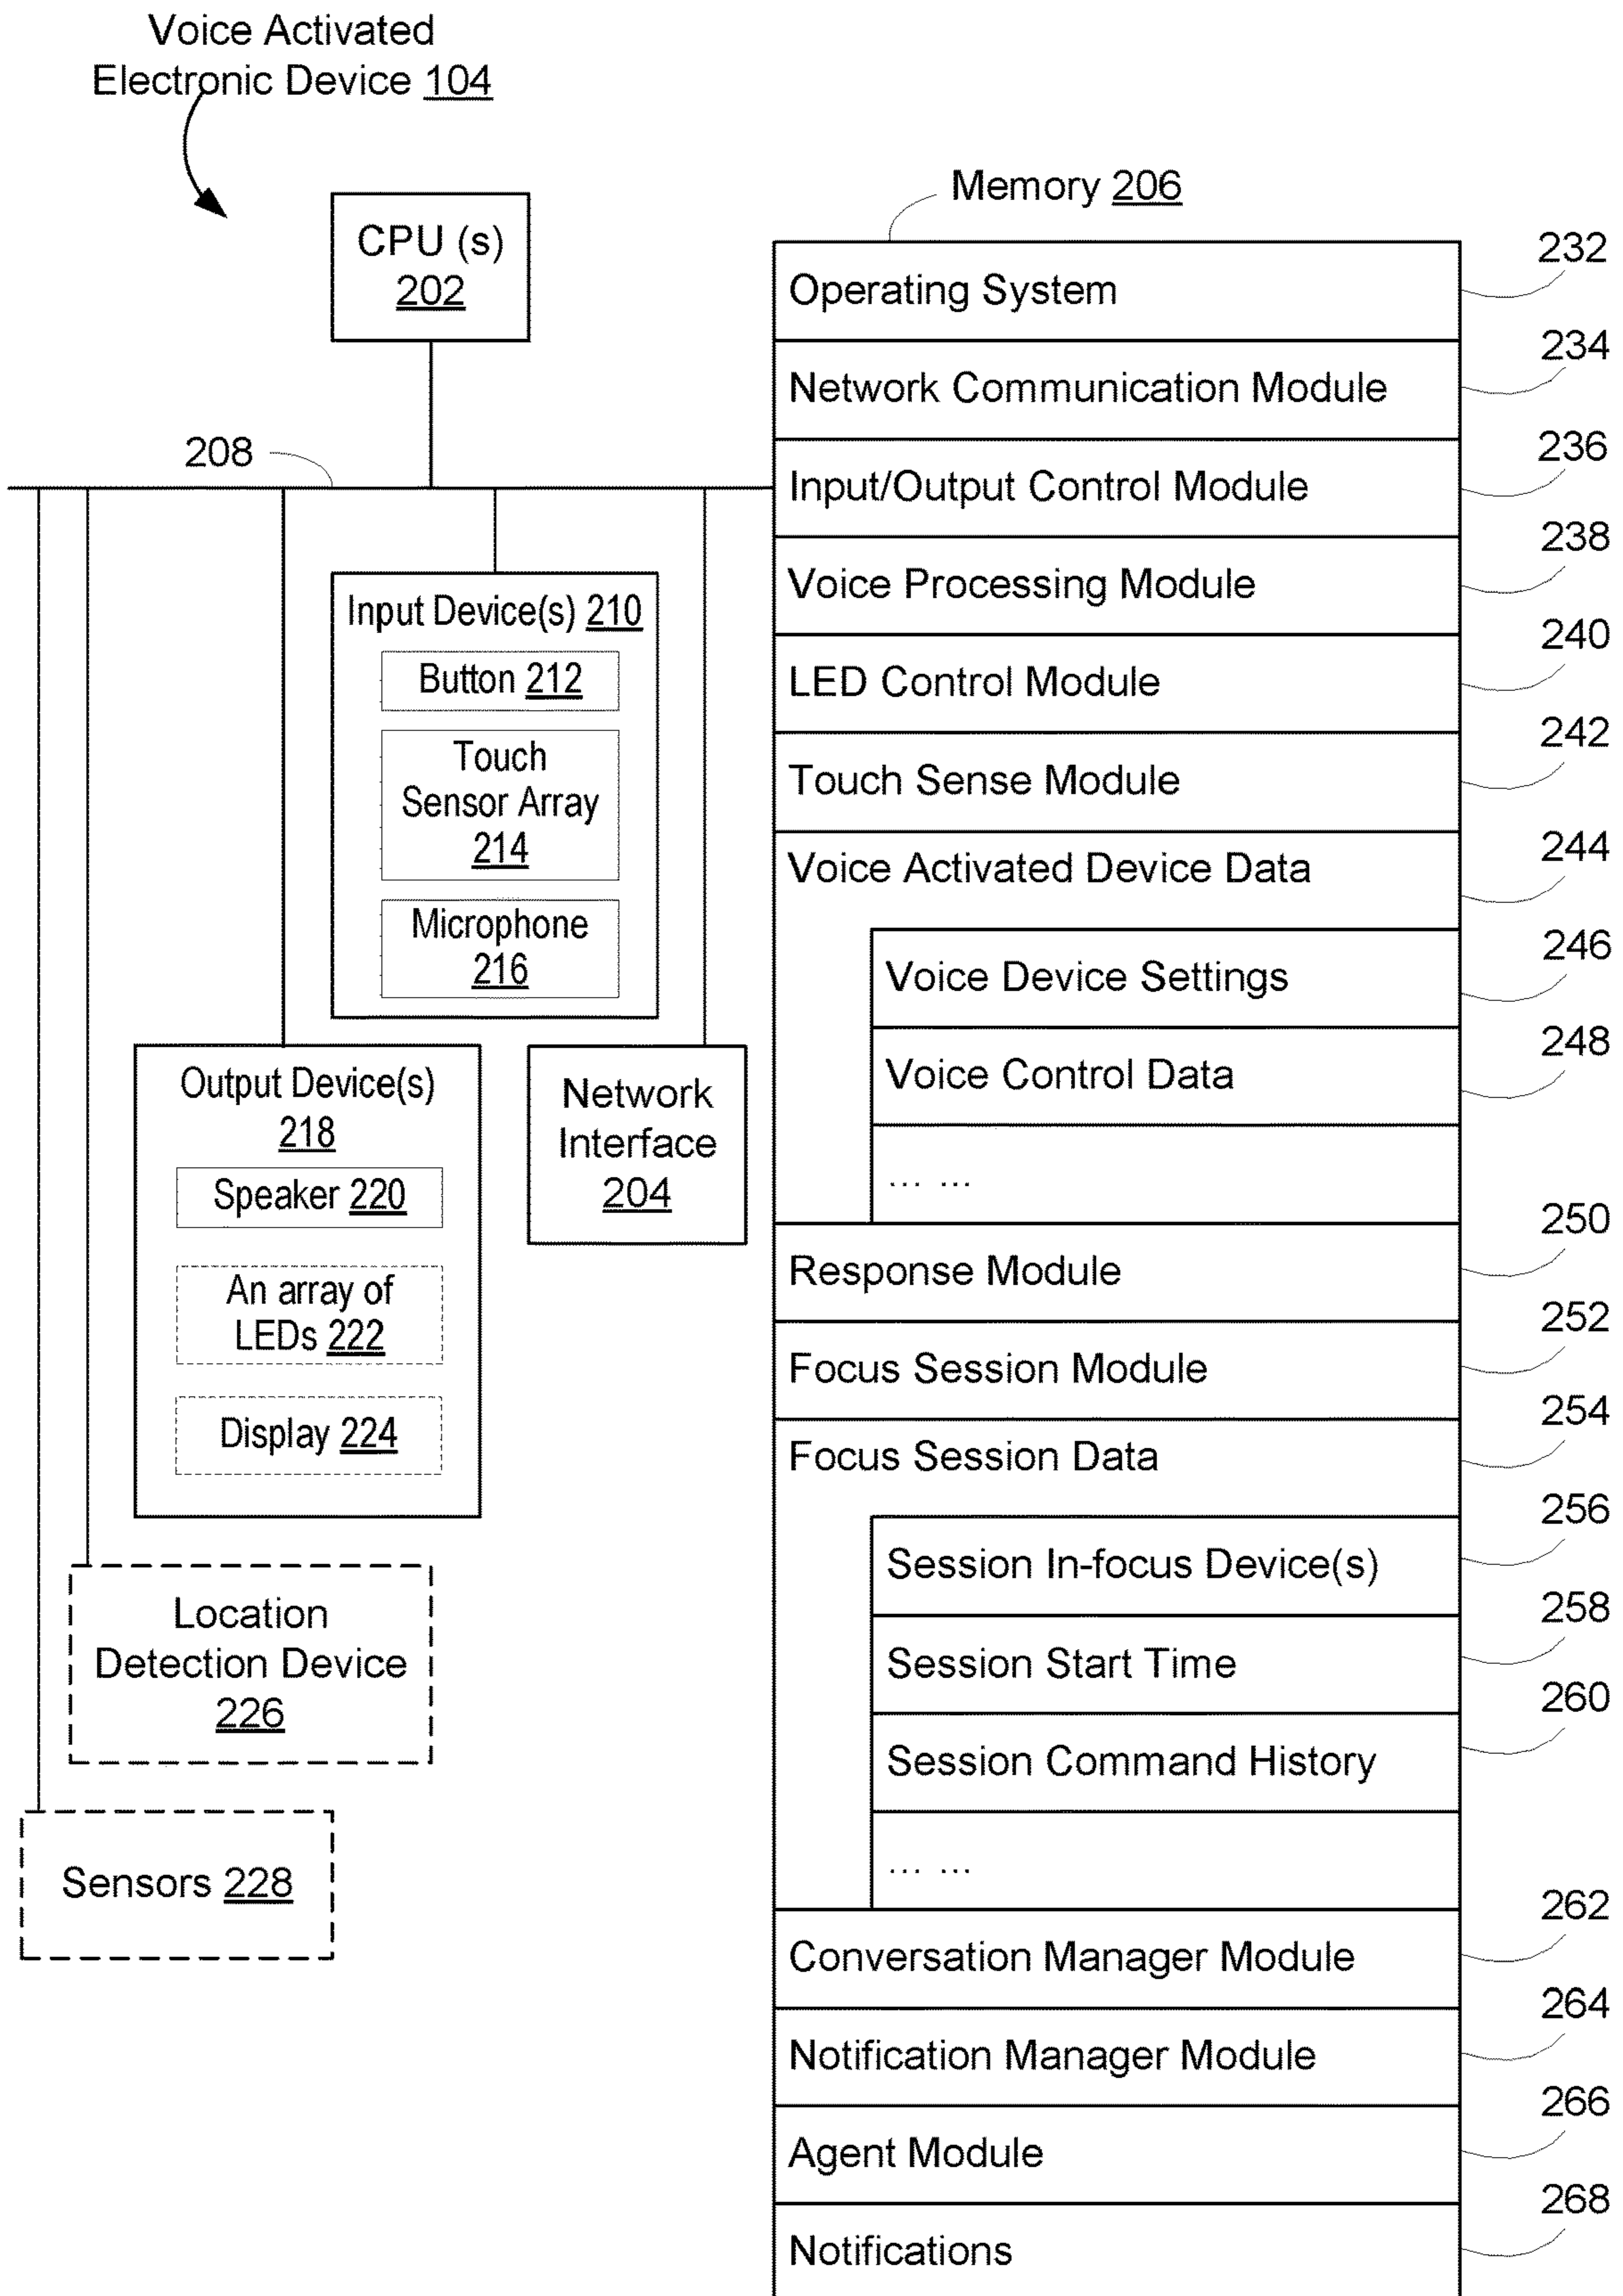 Voice Activated
Electronic Device 104
CPU (s)
202
208
Input Device(s) 210
Button 212
Touch
Sensor Array
214
Microphone
216
Output Device(s)
218
Speaker 220
An array of
LEDs 222
Display 224
Network
Interface
204
Location
Detection Device
226
Sensors 228
Memory 206
Operating System
232
Network Communication Module
234
Input/Output Control Module
236
Voice Processing Module
238
LED Control Module
240
Touch Sense Module
242
Voice Activated Device Data
244
Voice Device Settings
246
Voice Control Data
248
... ...
Response Module
250
Focus Session Module
252
Focus Session Data
254
Session In-focus Device(s)
256
Session Start Time
258
Session Command History
260
... ...
Conversation Manager Module
262
Notification Manager Module
264
Agent Module
266
Notifications
268